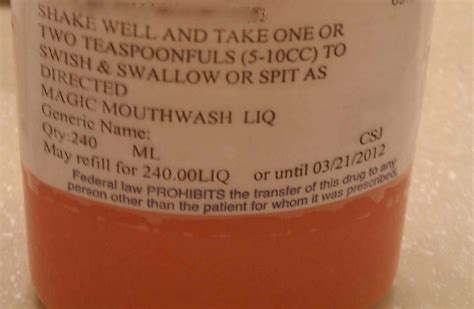 SHAKE WELL AND TAKE ONE OR
TWO TEASPOONFULS (5-10CC) TO
SWISH & SWALLOW OR SPIT AS
DIRECTED
MAGIC MOUTHWASH LIQ
Generic Name:
Qty:240 ML CSJ
May refill for 240.00LIQ or until 03/21/2012
Federal law PROHIBITS the transfer of this drug to any
person other than the patient for whom it was prescribed.